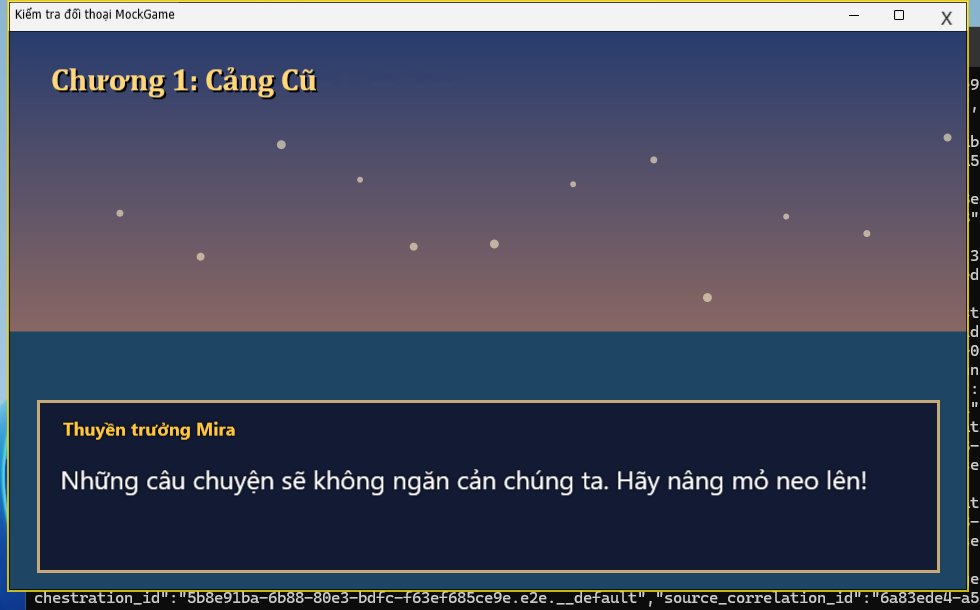 Kiểm tra đối thoại MockGame
Chương 1: Cảng Cũ
Thuyền trưởng Mira
Những câu chuyện sẽ không ngăn cản chúng ta. Hãy nâng mỏ neo lên!
chestration_id":"5b8e91ba-6b88-80e3-bdfc-f63ef685ce9e.e2e.__default","source_correlation_id":"6a83ede4-a